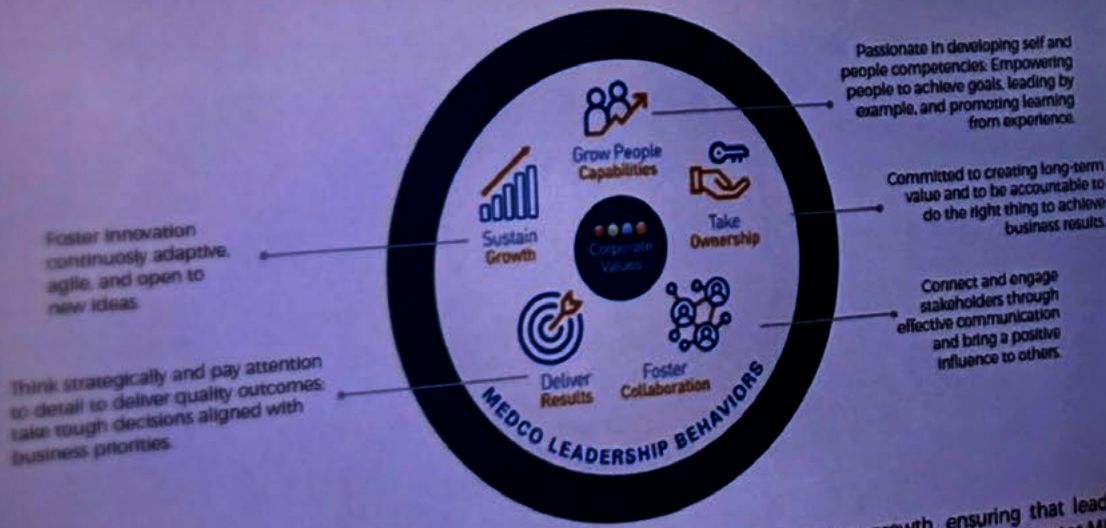 Passionate in developing self and
people competencies: Empowering
people to achieve goals, leading by
example, and promoting learning
from experience.
Grow People
Capabilities
Committed to creating long-term
value and to be accountable to
do the right thing to achieve
business results.
Take
Ownership
Sustain
Growth
Corporate
Values
Foster Innovation
continuosly adaptive,
agile, and open to
new ideas.
Connect and engage
stakeholders through
effective communication
and bring a positive
influence to others.
Think strategically and pay attention
to detail to deliver quality outcomes;
take tough decisions aligned with
business priorities.
Deliver
Results
Foster
Collaboration
MEDCO LEADERSHIP BEHAVIORS
growth, ensuring that lead